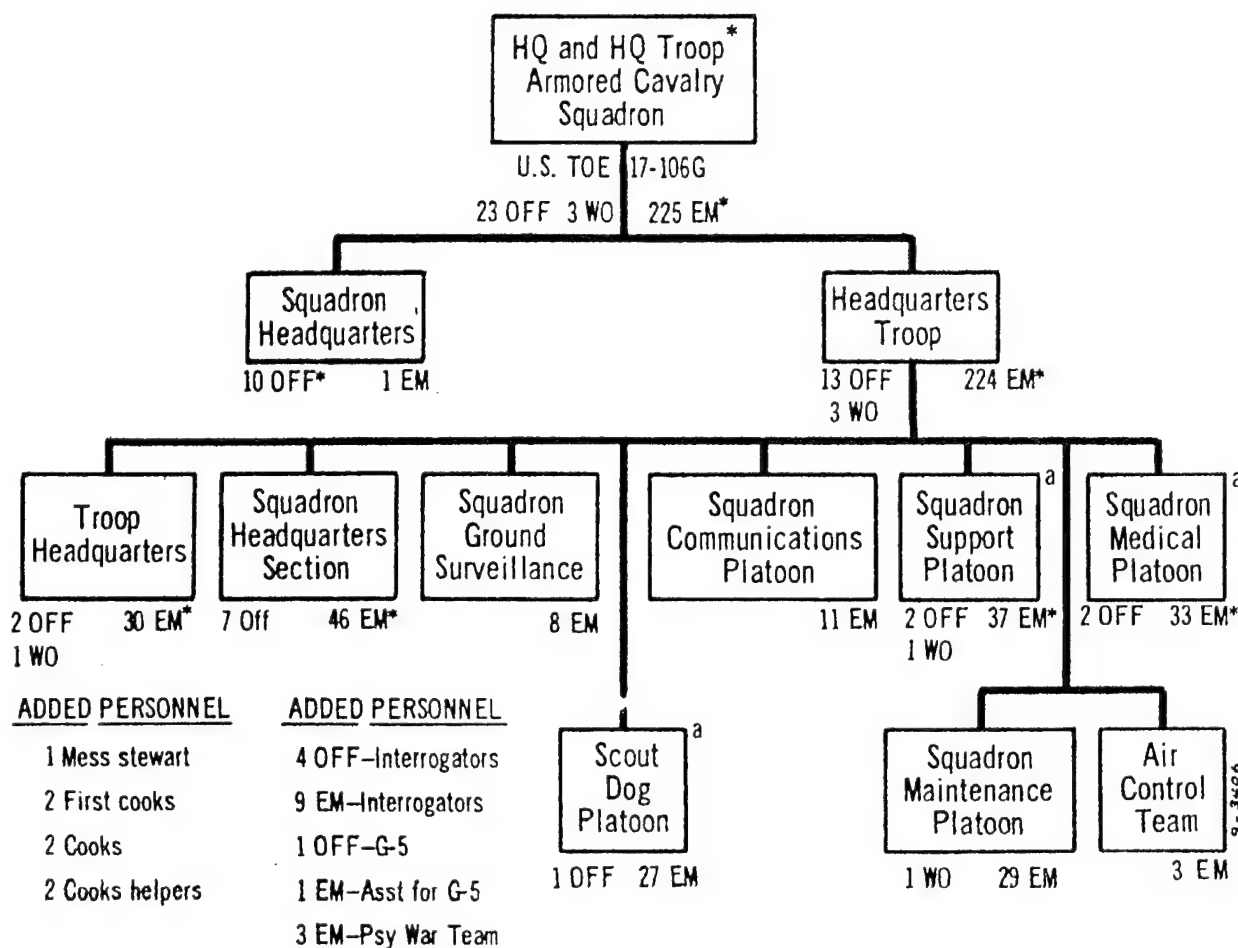 HQ and HQ Troop*
Armored Cavalry
Squadron
U.S. TOE 17-106G
23 OFF 3 WO 225 EM*
Squadron
Headquarters
10 OFF* 1 EM
Headquarters
Troop
13 OFF 224 EM*
3 WO
Troop
Headquarters
2 OFF 30 EM*
1 WO
Squadron
Headquarters
Section
7 Off 46 EM*
Squadron
Ground
Surveillance
8 EM
Squadron
Communications
Platoon
11 EM
a
Squadron
Support
Platoon
2 OFF 37 EM*
1 WO
a
Squadron
Medical
Platoon
2 OFF 33 EM*
ADDED PERSONNEL
1 Mess stewart
2 First cooks
2 Cooks
2 Cooks helpers
ADDED PERSONNEL
4 OFF–Interrogators
9 EM–Interrogators
1 OFF–G-5
1 EM–Asst for G-5
3 EM–Psy War Team
a
Scout
Dog
Platoon
1 OFF 27 EM
Squadron
Maintenance
Platoon
1 WO 29 EM
Air
Control
Team
3 EM
9-3406